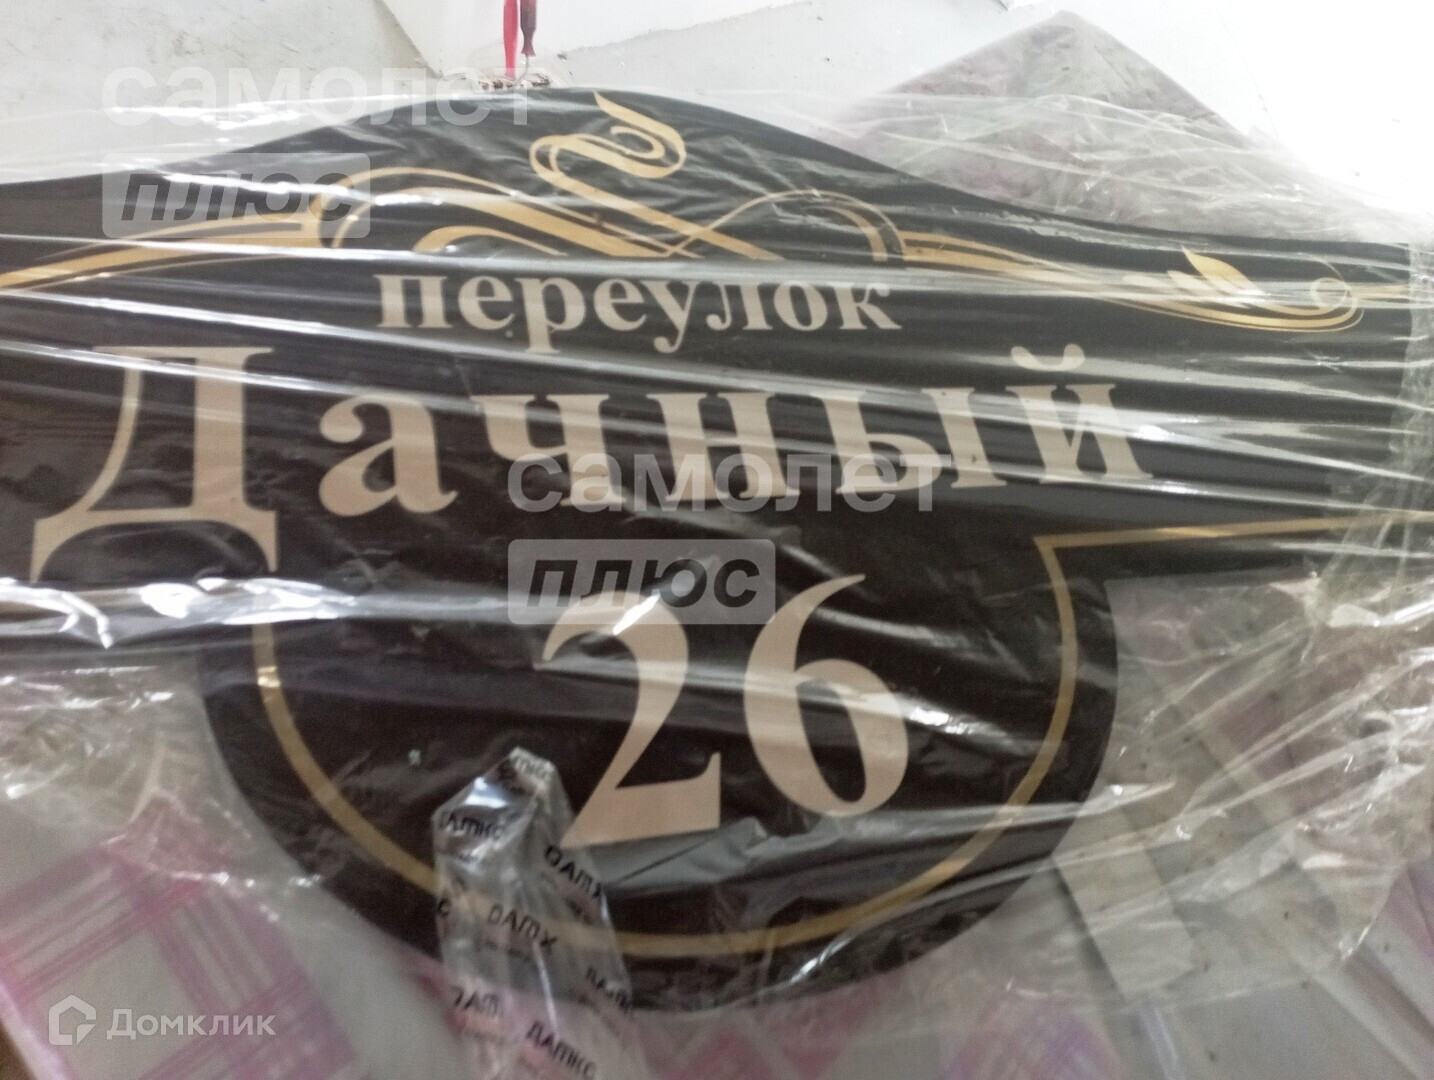 самолет
плюс
переулок
Дачный
самолет
плюс
26
Домклик